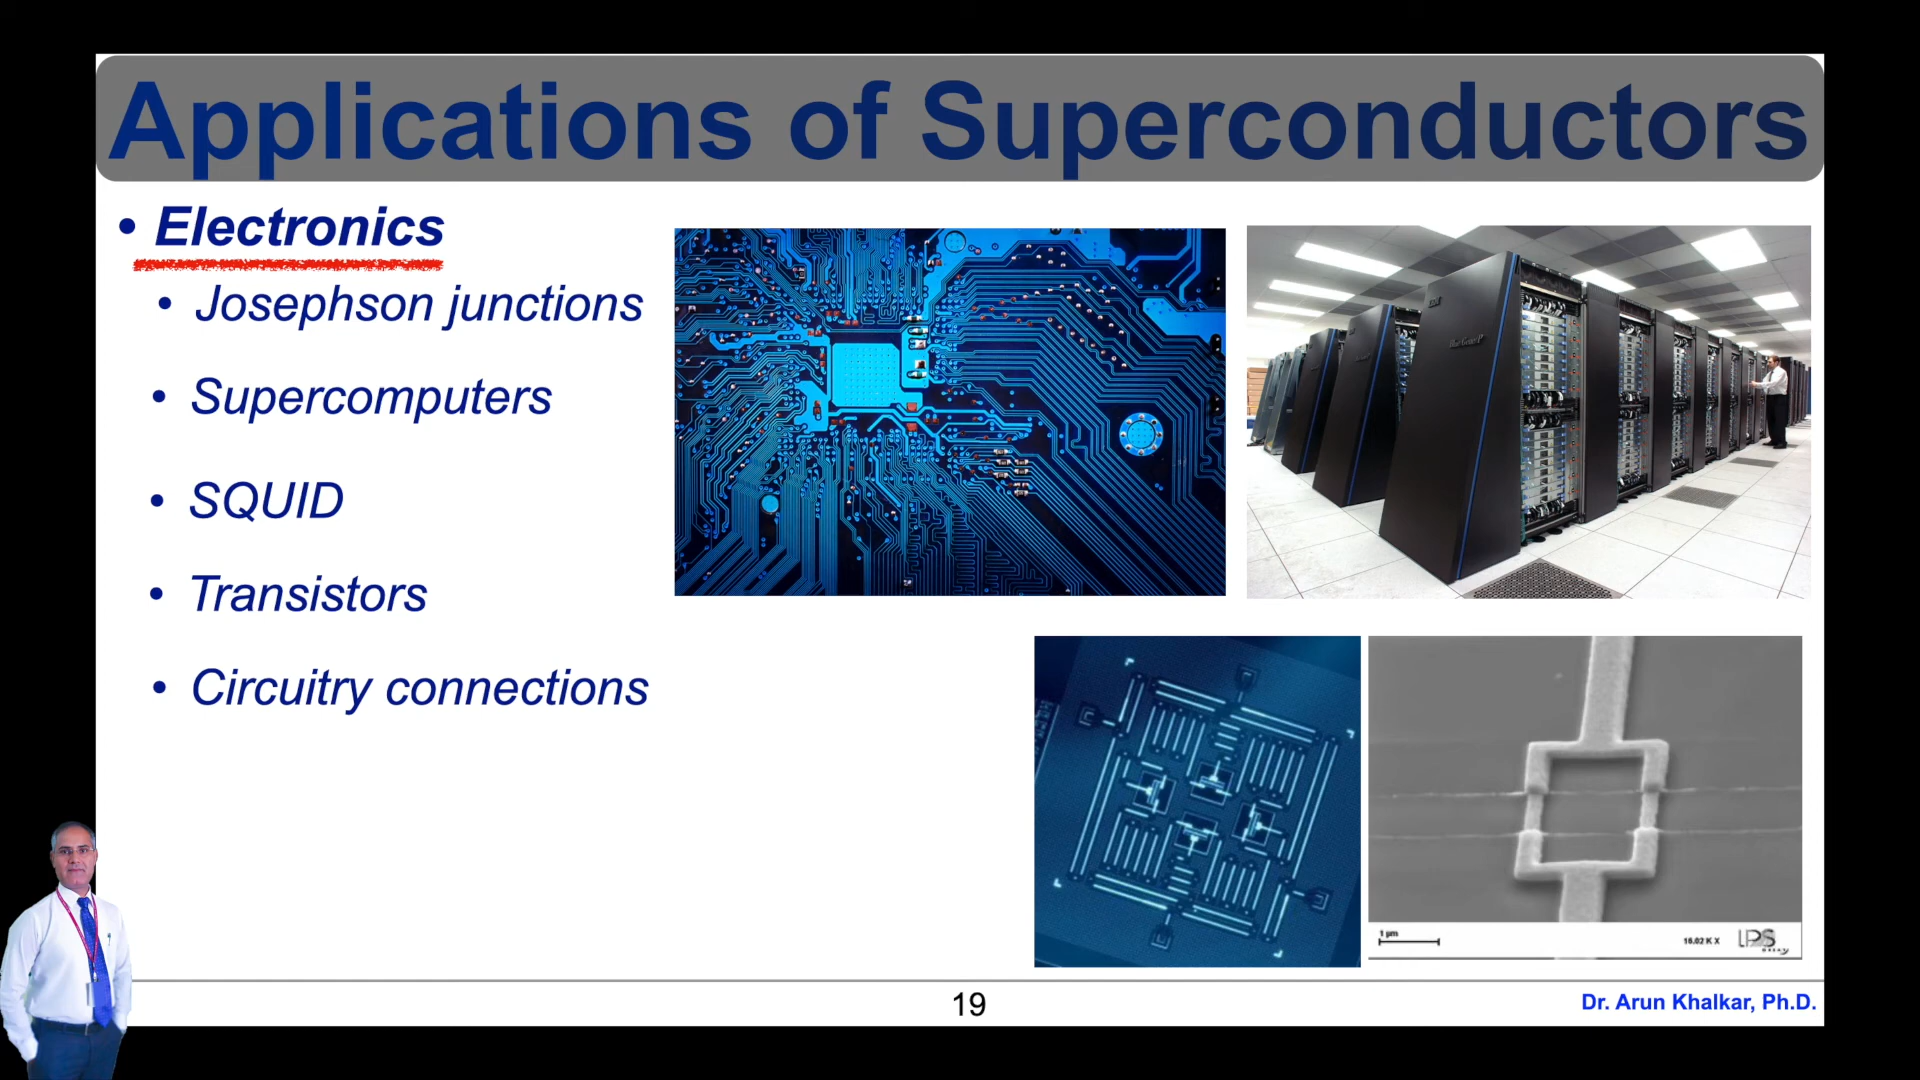 Applications of Superconductors
• Electronics
• Josephson junctions
• Supercomputers
• SQUID
• Transistors
• Circuitry connections
1 µm
16.02 K X
LPS
19
Dr. Arun Khalkar, Ph.D.